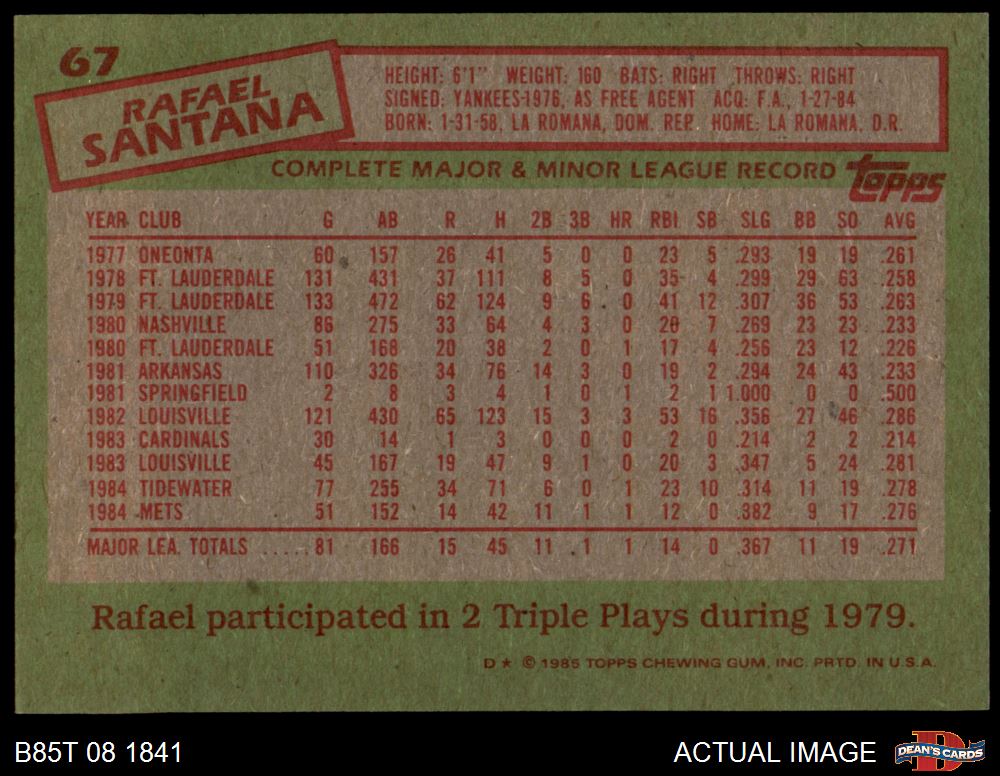 67
RAFAEL
SANTANA
HEIGHT: 6'1" WEIGHT: 160 BATS: RIGHT THROWS: RIGHT
SIGNED: YANKEES-1976, AS FREE AGENT ACQ: F.A., 1-27-84
BORN: 1-31-58, LA ROMANA, DOM. REP. HOME: LA ROMANA, D.R.
COMPLETE MAJOR & MINOR LEAGUE RECORD topps
YEAR CLUB G AB R H 2B 3B HR RBI SB SLG BB SO AVG
1977 ONEONTA 60 157 26 41 5 0 0 23 5 .293 19 19 .261
1978 FT. LAUDERDALE 131 431 37 111 8 5 0 35 4 .299 29 63 .258
1979 FT. LAUDERDALE 133 472 62 124 9 6 0 41 12 .307 36 53 .263
1980 NASHVILLE 86 275 33 64 4 3 0 20 7 .269 23 23 .233
1980 FT. LAUDERDALE 51 168 20 38 2 0 1 17 4 .256 23 12 .226
1981 ARKANSAS 110 326 34 76 14 3 0 19 2 .294 24 43 .233
1981 SPRINGFIELD 2 8 3 4 1 0 1 2 1 1.000 0 0 .500
1982 LOUISVILLE 121 430 65 123 15 3 3 53 16 .356 27 46 .286
1983 CARDINALS 30 14 1 3 0 0 0 2 0 .214 2 2 .214
1983 LOUISVILLE 45 167 19 47 9 1 0 20 3 .347 5 24 .281
1984 TIDEWATER 77 255 34 71 6 0 1 23 10 .314 11 19 .278
1984 METS 51 152 14 42 11 1 1 12 0 .382 9 17 .276
MAJOR LEA. TOTALS .... 81 166 15 45 11 1 1 14 0 .367 11 19 .271
Rafael participated in 2 Triple Plays during 1979.
D★ © 1985 TOPPS CHEWING GUM, INC. PRTD. IN U.S.A.
B85T 08 1841
ACTUAL IMAGE
DEAN'S CARDS